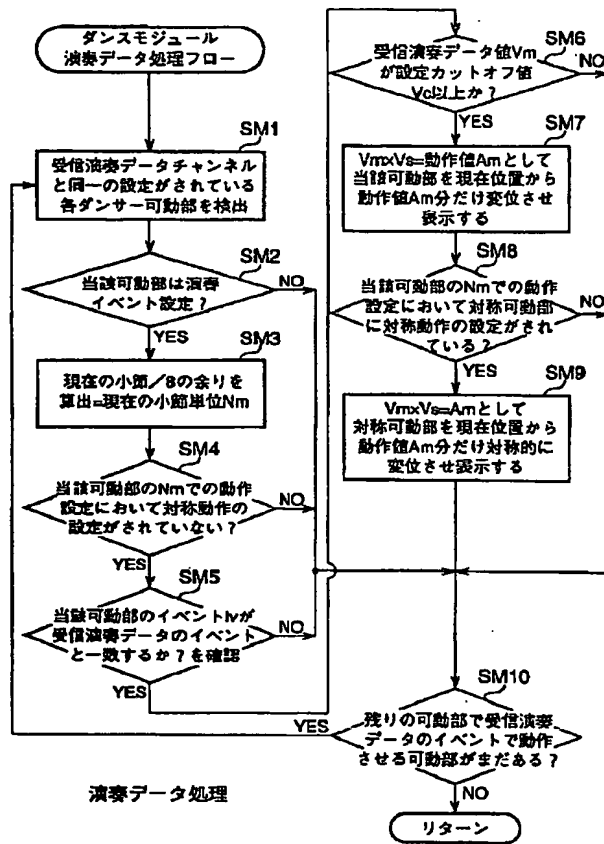 ダンスモジュール
演奏データ処理フロー
SM1
受信演奏データチャンネル
と同一の設定がされている
各ダンサー可動部を検出
SM2
当該可動部は演奏
イベント設定？
NO
YES
SM3
現在の小節／8の余りを
算出=現在の小節単位Nm
SM4
当該可動部のNmでの動作
設定において対称動作の
設定がされていない？
NO
YES
SM5
当該可動部のイベントIvが
受信演奏データのイベント
と一致するか？を確認
NO
YES
SM6
受信演奏データ値Vm
が設定カットオフ値
Vc以上か？
NO
YES
SM7
Vm×Vs=動作値Amとして
当該可動部を現在位置から
動作値Am分だけ変位させ
表示する
SM8
当該可動部のNmでの動作
設定において対称可動部
に対称動作の設定がされ
ている？
NO
YES
SM9
Vm×Vs=Amとして
対称可動部を現在位置から
動作値Am分だけ対称的に
変位させ表示する
SM10
残りの可動部で受信演奏
データのイベントで動作
させる可動部がまだある？
YES
NO
リターン
演奏データ処理